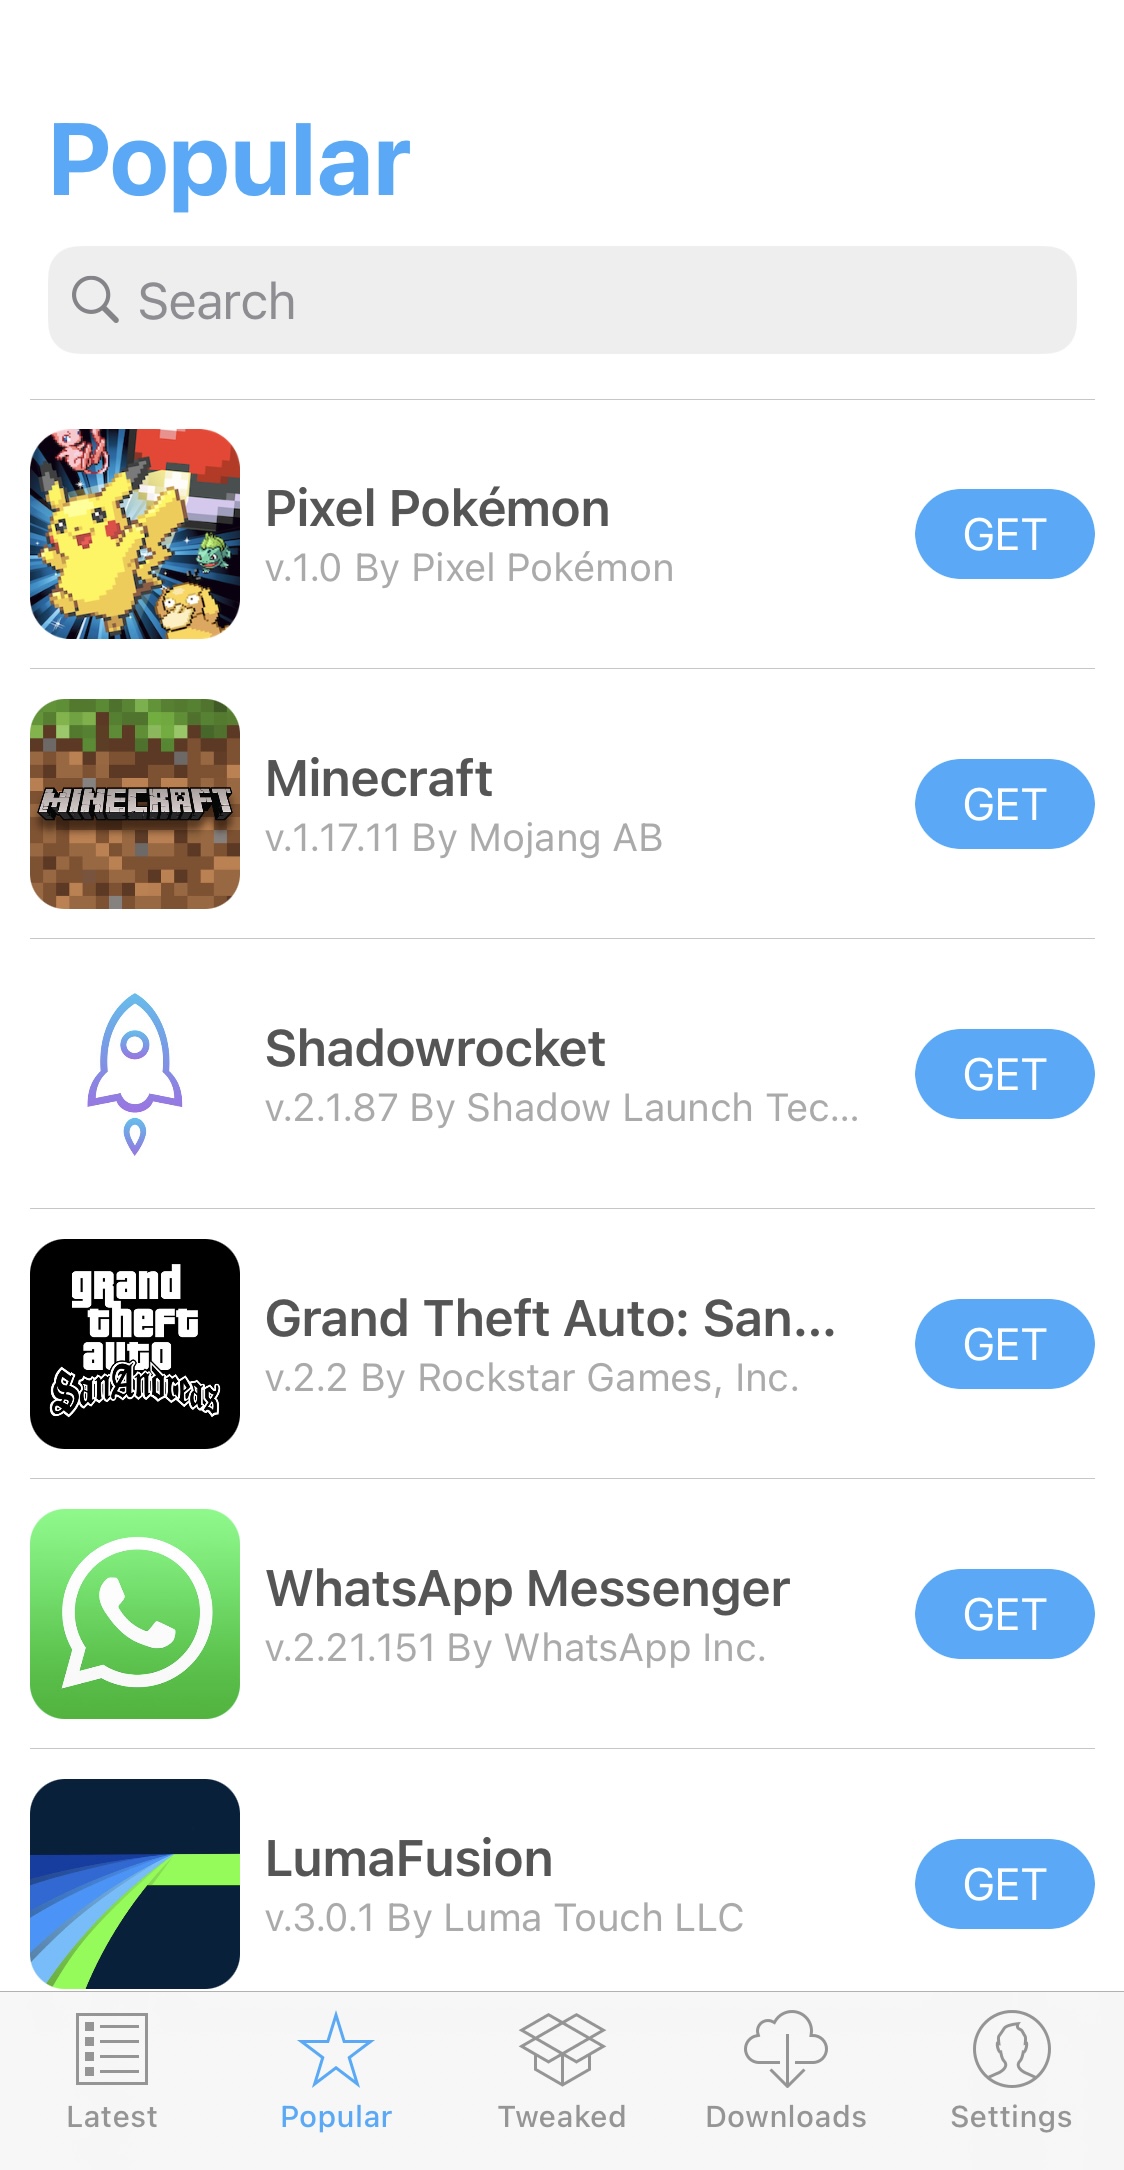 Popular
Search
Pixel Pokémon
v.1.0 By Pixel Pokémon
GET
MINECRAFT
Minecraft
v.1.17.11 By Mojang AB
GET
Shadowrocket
v.2.1.87 By Shadow Launch Tec...
GET
grand
theft
auto
San Andreas
Grand Theft Auto: San...
v.2.2 By Rockstar Games, Inc.
GET
WhatsApp Messenger
v.2.21.151 By WhatsApp Inc.
GET
LumaFusion
v.3.0.1 By Luma Touch LLC
GET
Latest
Popular
Tweaked
Downloads
Settings